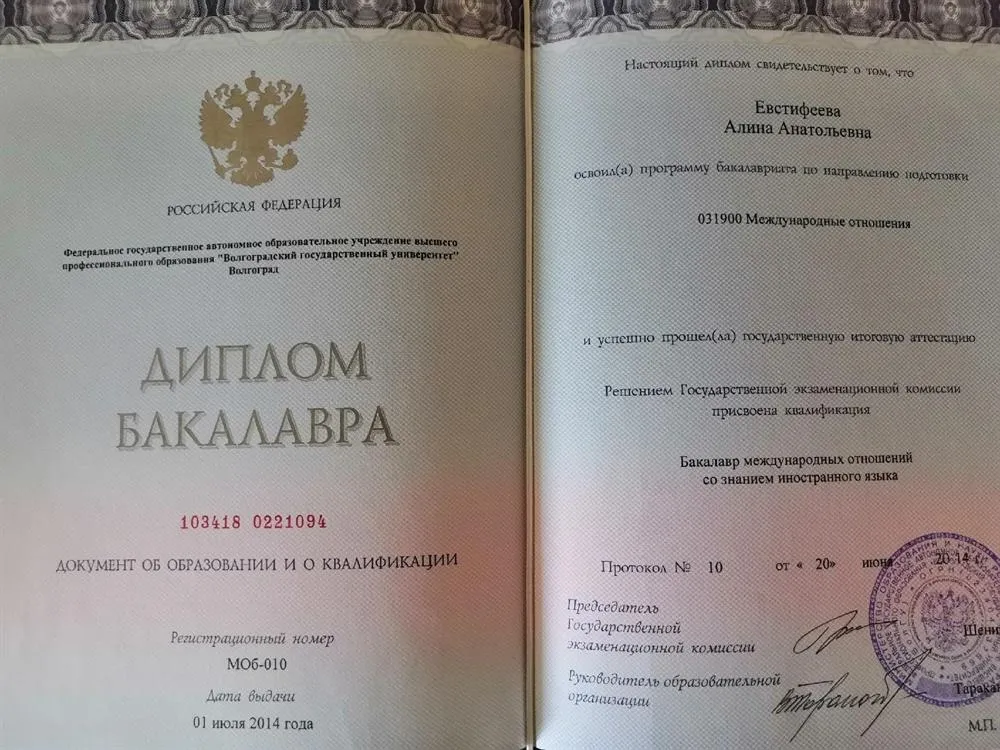 РОССИЙСКАЯ ФЕДЕРАЦИЯ
Федеральное государственное автономное образовательное учреждение высшего
профессионального образования "Волгоградский государственный университет"
Волгоград
ДИПЛОМ
БАКАЛАВРА
103418 0221094
ДОКУМЕНТ ОБ ОБРАЗОВАНИИ И О КВАЛИФИКАЦИИ
Регистрационный номер
МОб-010
Дата выдачи
01 июля 2014 года
Настоящий диплом свидетельствует о том, что
Евстифеева
Алина Анатольевна
освоил(а) программу бакалавриата по направлению подготовки
031900 Международные отношения
и успешно прошел(ла) государственную итоговую аттестацию
Решением Государственной экзаменационной комиссии
присвоена квалификация
Бакалавр международных отношений
со знанием иностранного языка
Протокол № 10 от « 20» июня 2014 г.
Председатель
Государственной
экзаменационной комиссии
Руководитель образовательной
организации
М.П.